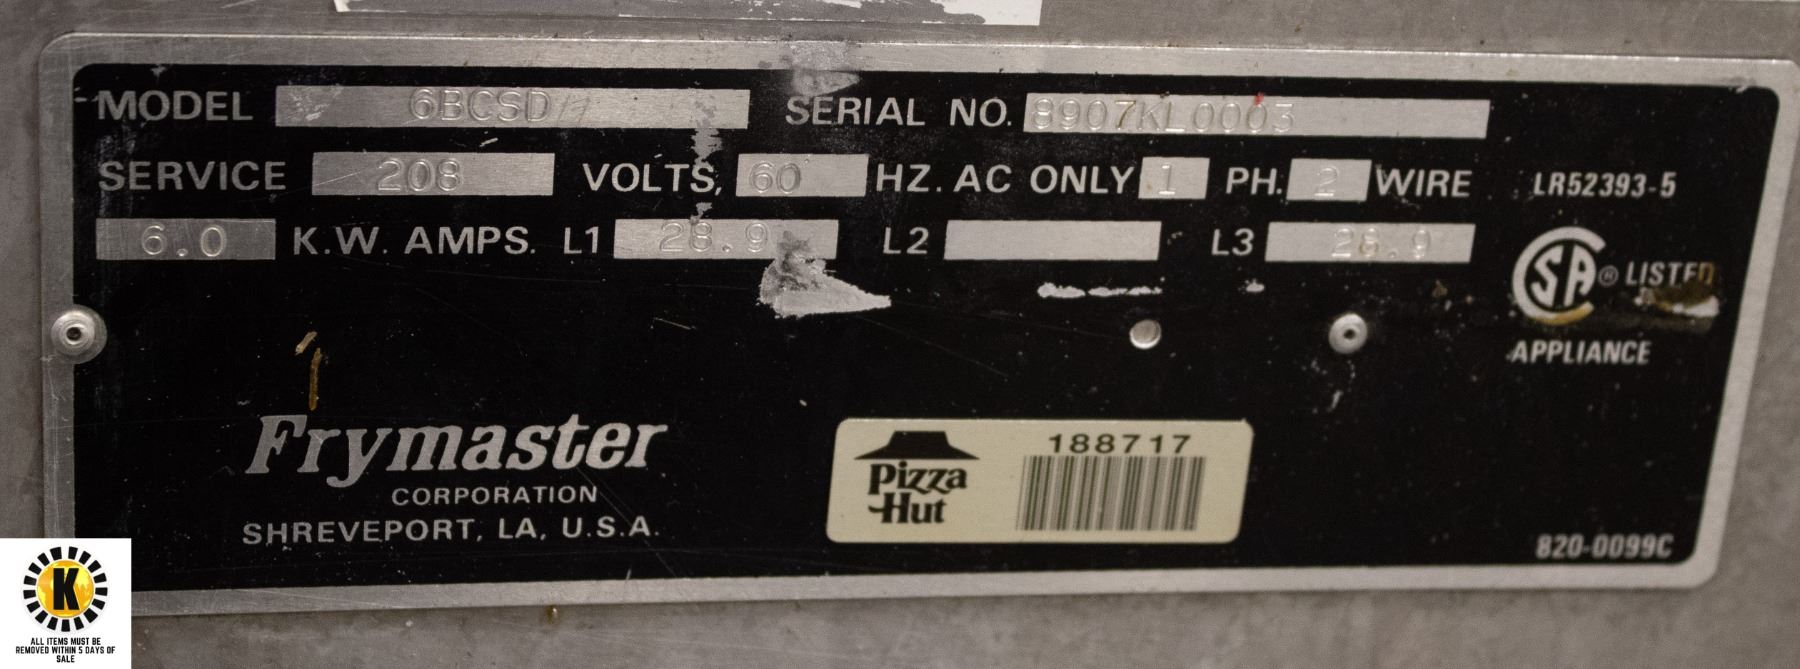 MODEL 6BCSD SERIAL NO. 8907KL0003
SERVICE 208 VOLTS, 60 HZ. AC ONLY 1 PH. 2 WIRE
6.0 K.W. AMPS. L1 28.9 L2 L3 28.9
LR52393-5
CSA ® LISTED
APPLIANCE
Frymaster
CORPORATION
SHREVEPORT, LA, U.S.A.
Pizza
Hut
188717
820-0099C
K
ALL ITEMS MUST BE
REMOVED WITHIN 5 DAYS OF
SALE